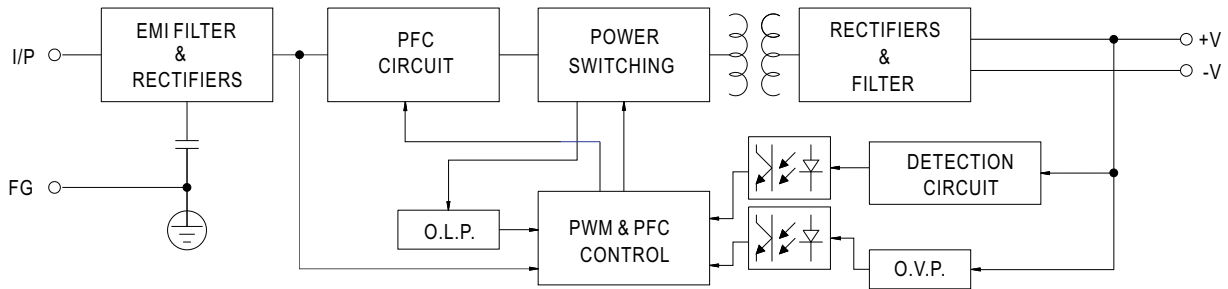 I/P
EMI FILTER
&
RECTIFIERS
PFC
CIRCUIT
POWER
SWITCHING
RECTIFIERS
&
FILTER
+V
-V
FG
O.L.P.
PWM & PFC
CONTROL
DETECTION
CIRCUIT
O.V.P.